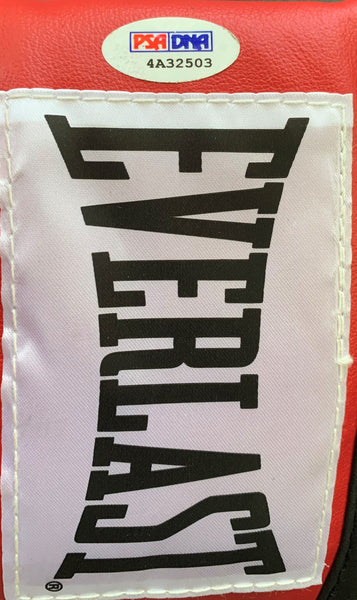 PSA DNA
4A32503
EVERLAST
®